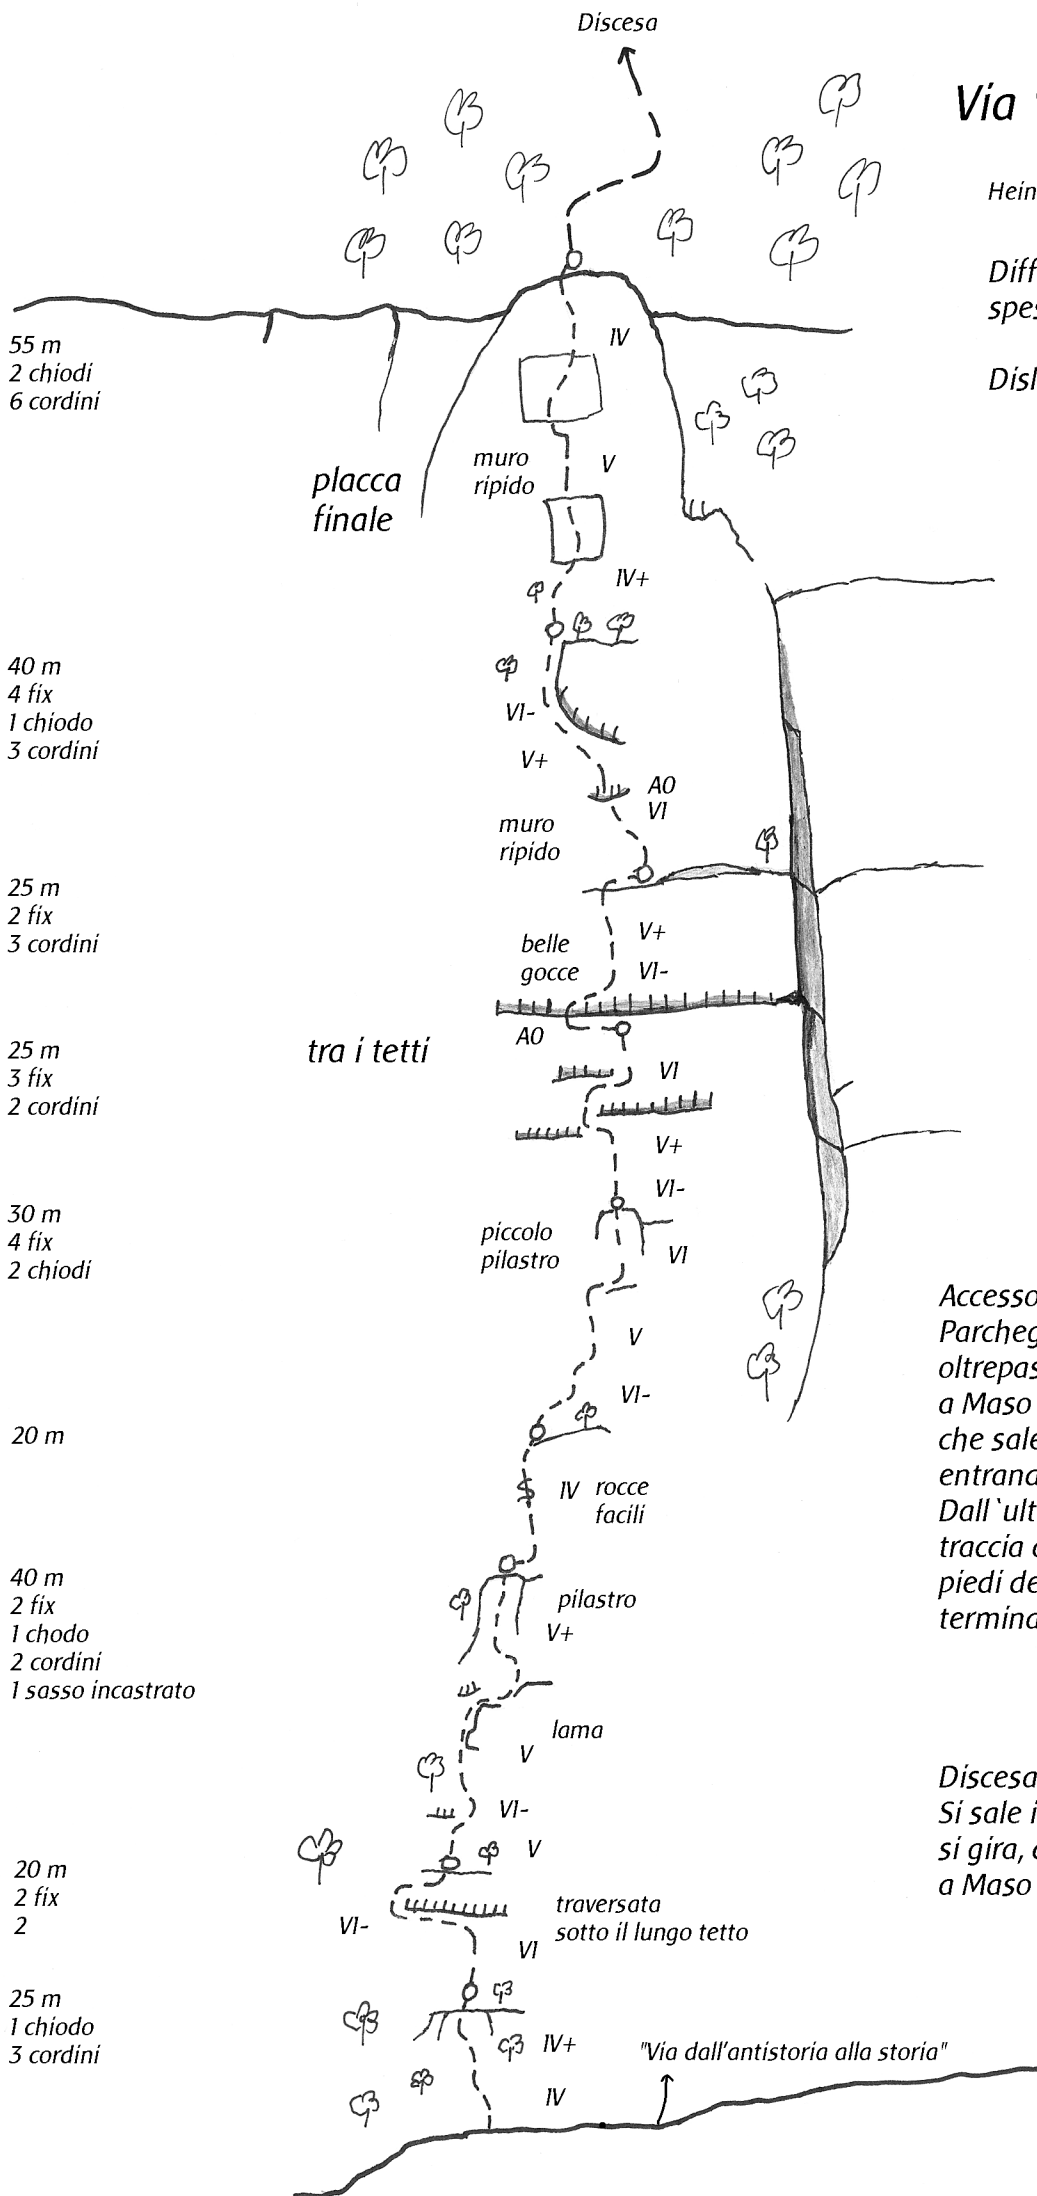 Discesa
Via
Hein
Diff
spes
Disl
IV
55 m
2 chiodi
6 cordini
muro
ripido
V
placca
finale
IV+
40 m
4 fix
1 chiodo
3 cordini
VI-
V+
A0
VI
muro
ripido
25 m
2 fix
3 cordini
V+
belle
gocce
VI-
A0
tra i tetti
25 m
3 fix
2 cordini
VI
V+
VI-
30 m
4 fix
2 chiodi
piccolo
pilastro
VI
Accesso
Parcheg
oltrepas
a Maso
che sale
entrand
Dall`ult
traccia
piedi de
termina
V
VI-
20 m
IV rocce
facili
40 m
2 fix
1 chodo
2 cordini
1 sasso incastrato
pilastro
V+
lama
V
VI-
V
Discesa
Si sale i
si gira,
a Maso
20 m
2 fix
2
VI-
traversata
sotto il lungo tetto
VI
25 m
1 chiodo
3 cordini
IV+
"Via dall'antistoria alla storia"
IV